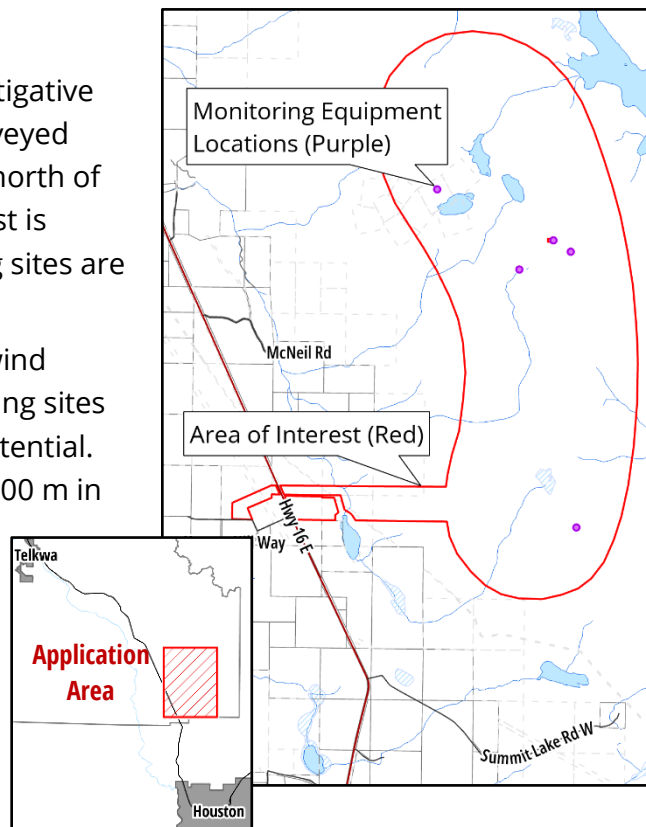 tigative
veyed
north of
st is
g sites are
wind
ing sites
tential.
00 m in
Monitoring Equipment
Locations (Purple)
McNeil Rd
Area of Interest (Red)
Hwy 16 E
Way
Summit Lake Rd W
Telkwa
Application
Area
Houston